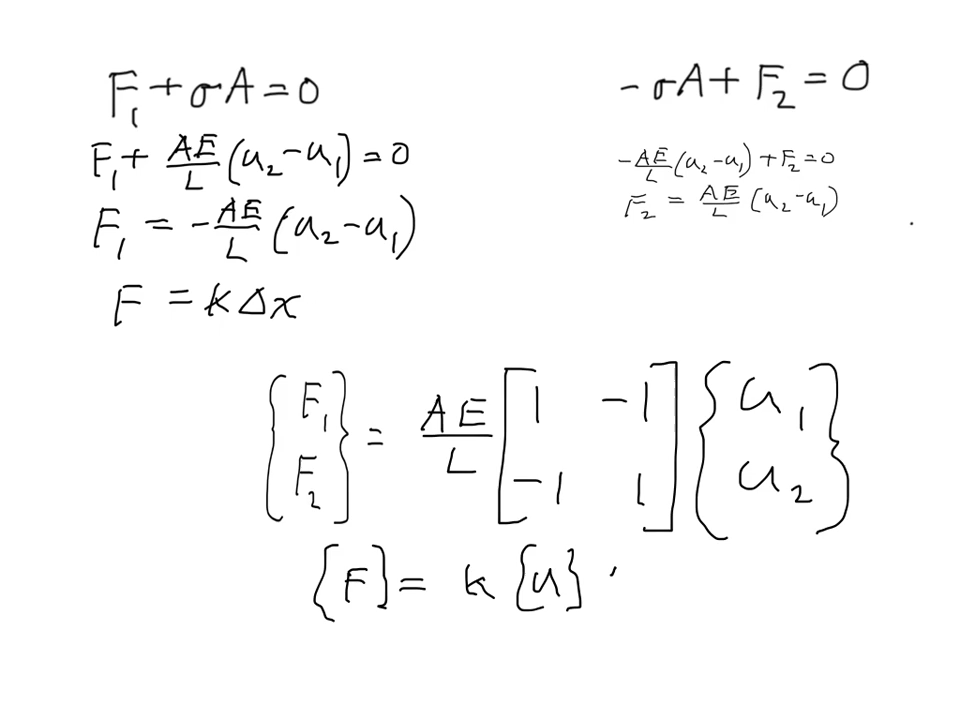 F₁ + σA = 0
F₁ + AE/L (u₂ - u₁) = 0
F₁ = - AE/L (u₂ - u₁)
F = kΔx
- σA + F₂ = 0
- AE/L (u₂ - u₁) + F₂ = 0
F₂ = AE/L (u₂ - u₁)
{F₁ F₂} = AE/L [1 -1 -1 1] {u₁ u₂}
{F} = k {u}